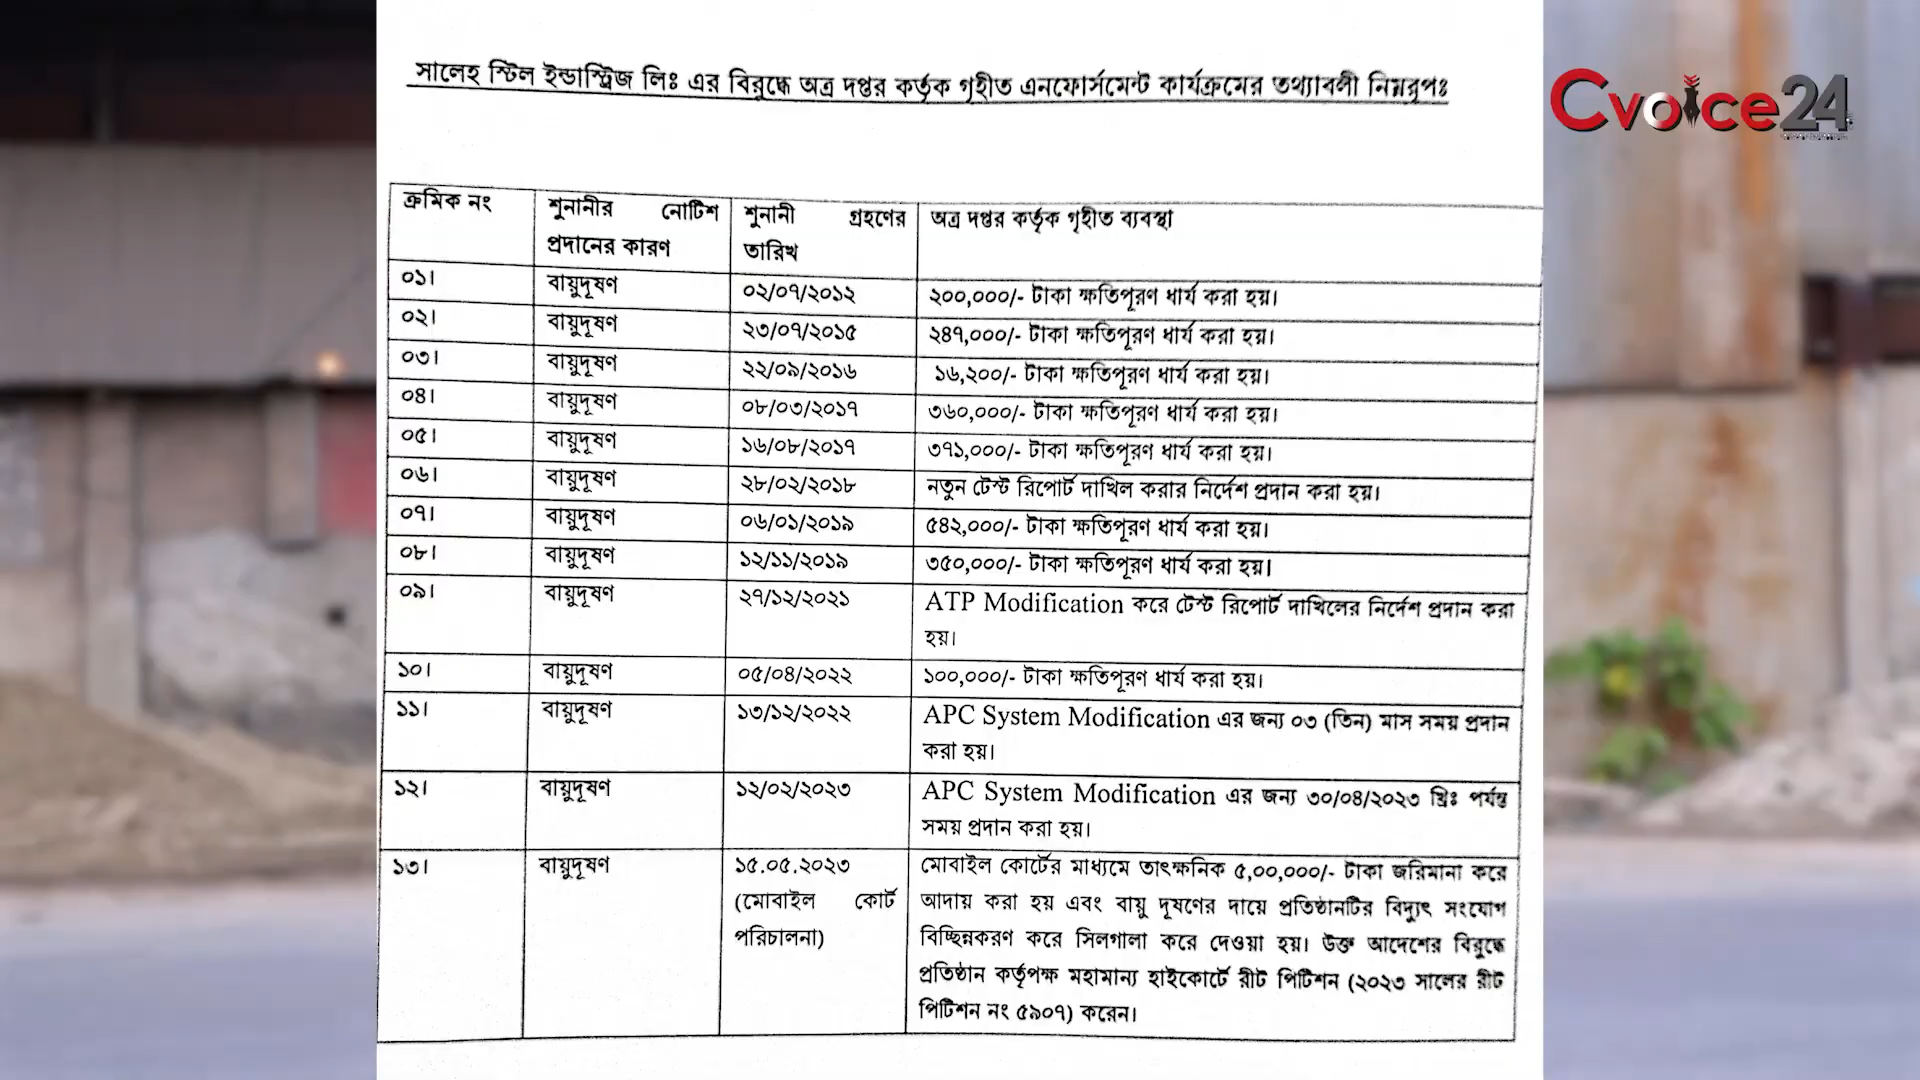 সালেহ স্টিল ইন্ডাস্ট্রিজ লিঃ এর বিরুদ্ধে অত্র দপ্তর কর্তৃক গৃহীত এনফোর্সমেন্ট কার্যক্রমের তথ্যাবলী নিম্নরূপঃ
Cvoice24
ক্রমিক নং
শুনানীর নোটিশ
প্রদানের কারণ
শুনানী গ্রহণের
তারিখ
অত্র দপ্তর কর্তৃক গৃহীত ব্যবস্থা
০১। বায়ুদূষণ ০২/০৭/২০১২ ২০০,০০০/- টাকা ক্ষতিপূরণ ধার্য করা হয়।
০২। বায়ুদূষণ ২৩/০৭/২০১৫ ২৪৭,০০০/- টাকা ক্ষতিপূরণ ধার্য করা হয়।
০৩। বায়ুদূষণ ২২/০৯/২০১৬ ১৬,২০০/- টাকা ক্ষতিপূরণ ধার্য করা হয়।
০৪। বায়ুদূষণ ০৮/০৩/২০১৭ ৩৬০,০০০/- টাকা ক্ষতিপূরণ ধার্য করা হয়।
০৫। বায়ুদূষণ ১৬/০৮/২০১৭ ৩৭১,০০০/- টাকা ক্ষতিপূরণ ধার্য করা হয়।
০৬। বায়ুদূষণ ২৮/০২/২০১৮ নতুন টেস্ট রিপোর্ট দাখিল করার নির্দেশ প্রদান করা হয়।
০৭। বায়ুদূষণ ০৬/০১/২০১৯ ৫৪২,০০০/- টাকা ক্ষতিপূরণ ধার্য করা হয়।
০৮। বায়ুদূষণ ১২/১১/২০১৯ ৩৫০,০০০/- টাকা ক্ষতিপূরণ ধার্য করা হয়।
০৯। বায়ুদূষণ ২৭/১২/২০২১ ATP Modification করে টেস্ট রিপোর্ট দাখিলের নির্দেশ প্রদান করা
হয়।
১০। বায়ুদূষণ ০৫/০৪/২০২২ ১০০,০০০/- টাকা ক্ষতিপূরণ ধার্য করা হয়।
১১। বায়ুদূষণ ১৩/১২/২০২২ APC System Modification এর জন্য ০৩ (তিন) মাস সময় প্রদান
করা হয়।
১২। বায়ুদূষণ ১২/০২/২০২৩ APC System Modification এর জন্য ৩০/০৪/২০২৩ খ্রিঃ পর্যন্ত
সময় প্রদান করা হয়।
১৩। বায়ুদূষণ ১৫.০৫.২০২৩ মোবাইল কোর্টের মাধ্যমে তাৎক্ষনিক ৫,০০,০০০/- টাকা জরিমানা করে
(মোবাইল কোর্ট আদায় করা হয় এবং বায়ু দূষণের দায়ে প্রতিষ্ঠানটির বিদ্যুৎ সংযোগ
পরিচালনা) বিচ্ছিন্নকরণ করে সিলগালা করে দেওয়া হয়। উক্ত আদেশের বিরুদ্ধে
প্রতিষ্ঠান কর্তৃপক্ষ মহামান্য হাইকোর্টে রীট পিটিশন (২০২৩ সালের রীট
পিটিশন নং ৫৯০৭) করেন।